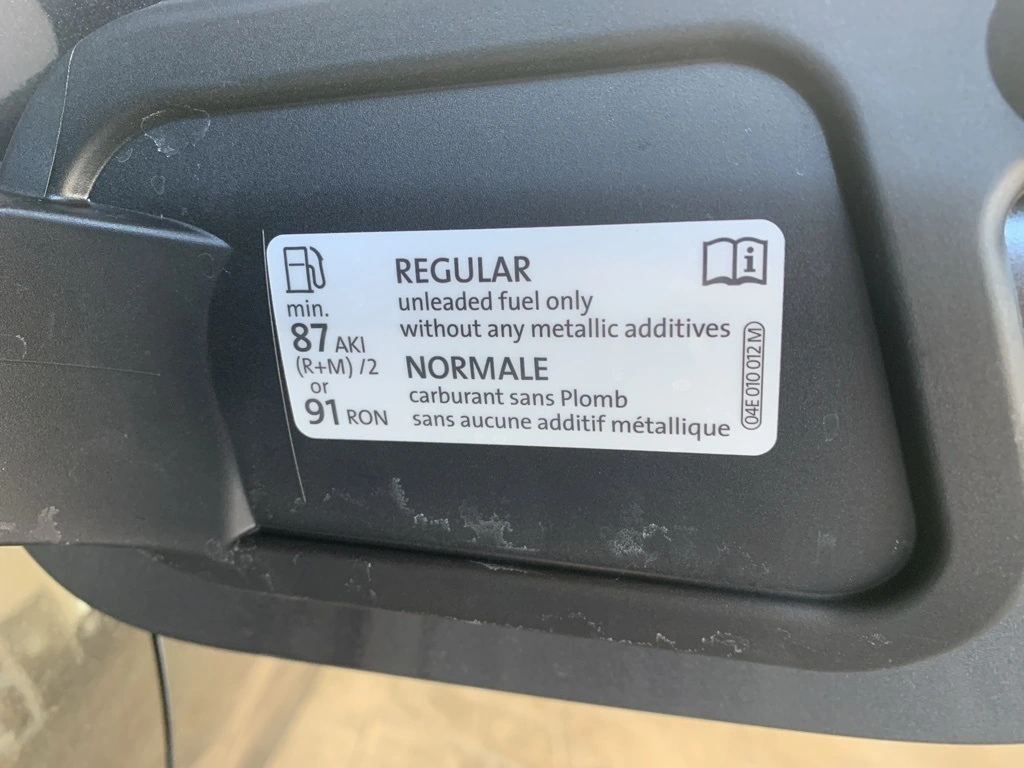 min.
87 AKI
(R+M) /2
or
91 RON
REGULAR
unleaded fuel only
without any metallic additives
NORMALE
carburant sans Plomb
sans aucune additif métallique
04E 010 012 M
i